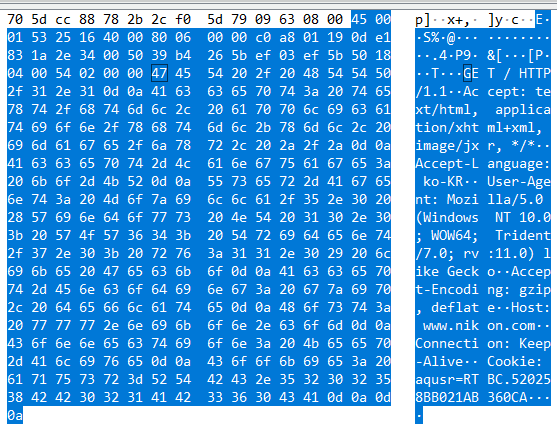 70 5d cc 88 78 2b 2c f0 5d 79 09 63 08 00 45 00 p]··x+,·]y·c··E·
01 53 25 16 40 00 80 06 00 00 c0 a8 01 19 0d e1 ·S%·@···········
83 1a 2e 34 00 50 39 b4 26 5b ef 03 ef 5b 50 18 ··.4·P9·&[···[P·
04 00 54 02 00 00 47 45 54 20 2f 20 48 54 54 50 ··T···GET / HTTP
2f 31 2e 31 0d 0a 41 63 63 65 70 74 3a 20 74 65 /1.1··Accept: te
78 74 2f 68 74 6d 6c 2c 20 61 70 70 6c 69 63 61 xt/html, applica
74 69 6f 6e 2f 78 68 74 6d 6c 2b 78 6d 6c 2c 20 tion/xhtml+xml, 
69 6d 61 67 65 2f 6a 78 72 2c 20 2a 2f 2a 0d 0a image/jxr, */*··
41 63 63 65 70 74 2d 4c 61 6e 67 75 61 67 65 3a Accept-Language:
20 6b 6f 2d 4b 52 0d 0a 55 73 65 72 2d 41 67 65 ko-KR··User-Age
6e 74 3a 20 4d 6f 7a 69 6c 6c 61 2f 35 2e 30 20 nt: Mozilla/5.0
28 57 69 6e 64 6f 77 73 20 4e 54 20 31 30 2e 30 (Windows NT 10.0
3b 20 57 4f 57 36 34 3b 20 54 72 69 64 65 6e 74 ; WOW64; Trident
2f 37 2e 30 3b 20 72 76 3a 31 31 2e 30 29 20 6c /7.0; rv:11.0) l
69 6b 65 20 47 65 63 6b 6f 0d 0a 41 63 63 65 70 ike Gecko··Accep
74 2d 45 6e 63 6f 64 69 6e 67 3a 20 67 7a 69 70 t-Encoding: gzip
2c 20 64 65 66 6c 61 74 65 0d 0a 48 6f 73 74 3a , deflate··Host:
20 77 77 77 2e 6e 69 6b 6f 6e 2e 63 6f 6d 0d 0a www.nikon.com··
43 6f 6e 6e 65 63 74 69 6f 6e 3a 20 4b 65 65 70 Connection: Keep
2d 41 6c 69 76 65 0d 0a 43 6f 6f 6b 69 65 3a 20 -Alive··Cookie:
61 71 75 73 72 3d 52 54 42 43 2e 35 32 30 32 35 aqusr=RTBC.52025
38 42 42 30 32 31 41 42 33 36 30 43 41 0d 0a 0d 8BB021AB360CA···
0a ·